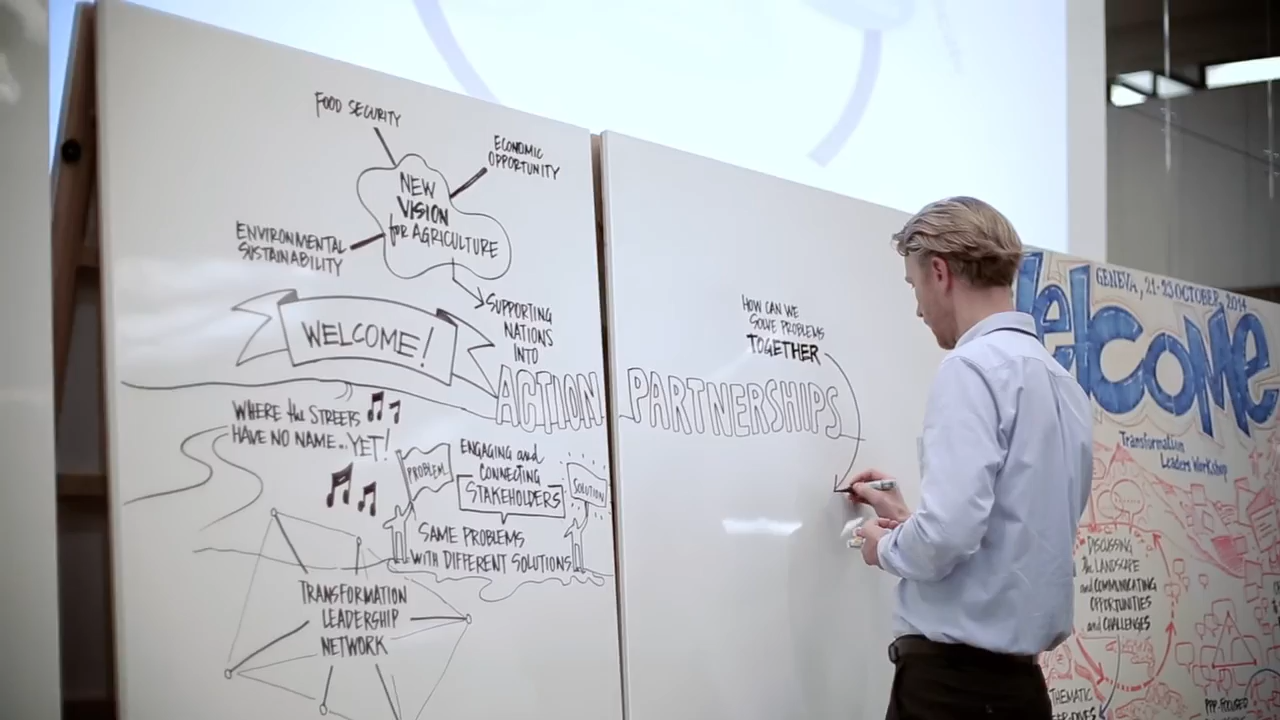 FOOD SECURITY
ECONOMIC
OPPORTUNITY
NEW
VISION
for AGRICULTURE
ENVIRONMENTAL
SUSTAINABILITY
SUPPORTING
NATIONS
INTO
ACTION
WELCOME!
WHERE the STREETS
HAVE NO NAME... YET!
PROBLEM
ENGAGING and
CONNECTING
STAKEHOLDERS
SOLUTION
SAME PROBLEMS
WITH DIFFERENT SOLUTIONS
TRANSFORMATION
LEADERSHIP
NETWORK
HOW CAN WE
SOLVE PROBLEMS
TOGETHER
PARTNERSHIPS
GENEVA, 21-23 OCTOBER, 2014
Welcome
Transformation
Leaders Workshop
DISCUSSING
the LANDSCAPE
and COMMUNICATING
OPPORTUNITIES
and CHALLENGES
THEMATIC
PPP-FOCUSED